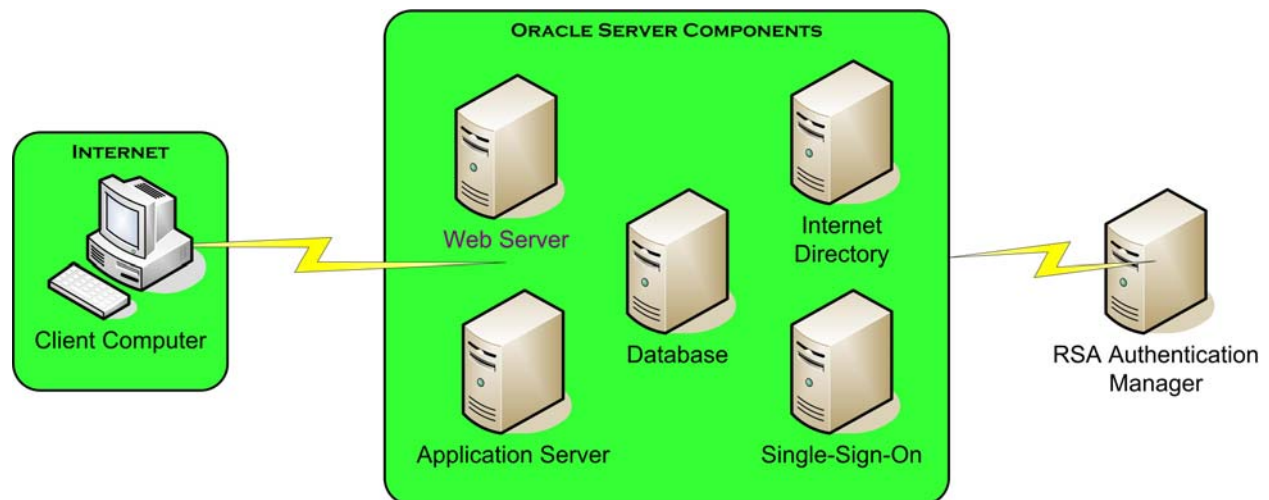 INTERNET
Client Computer
ORACLE SERVER COMPONENTS
Web Server
Internet
Directory
Database
Application Server
Single-Sign-On
RSA Authentication
Manager